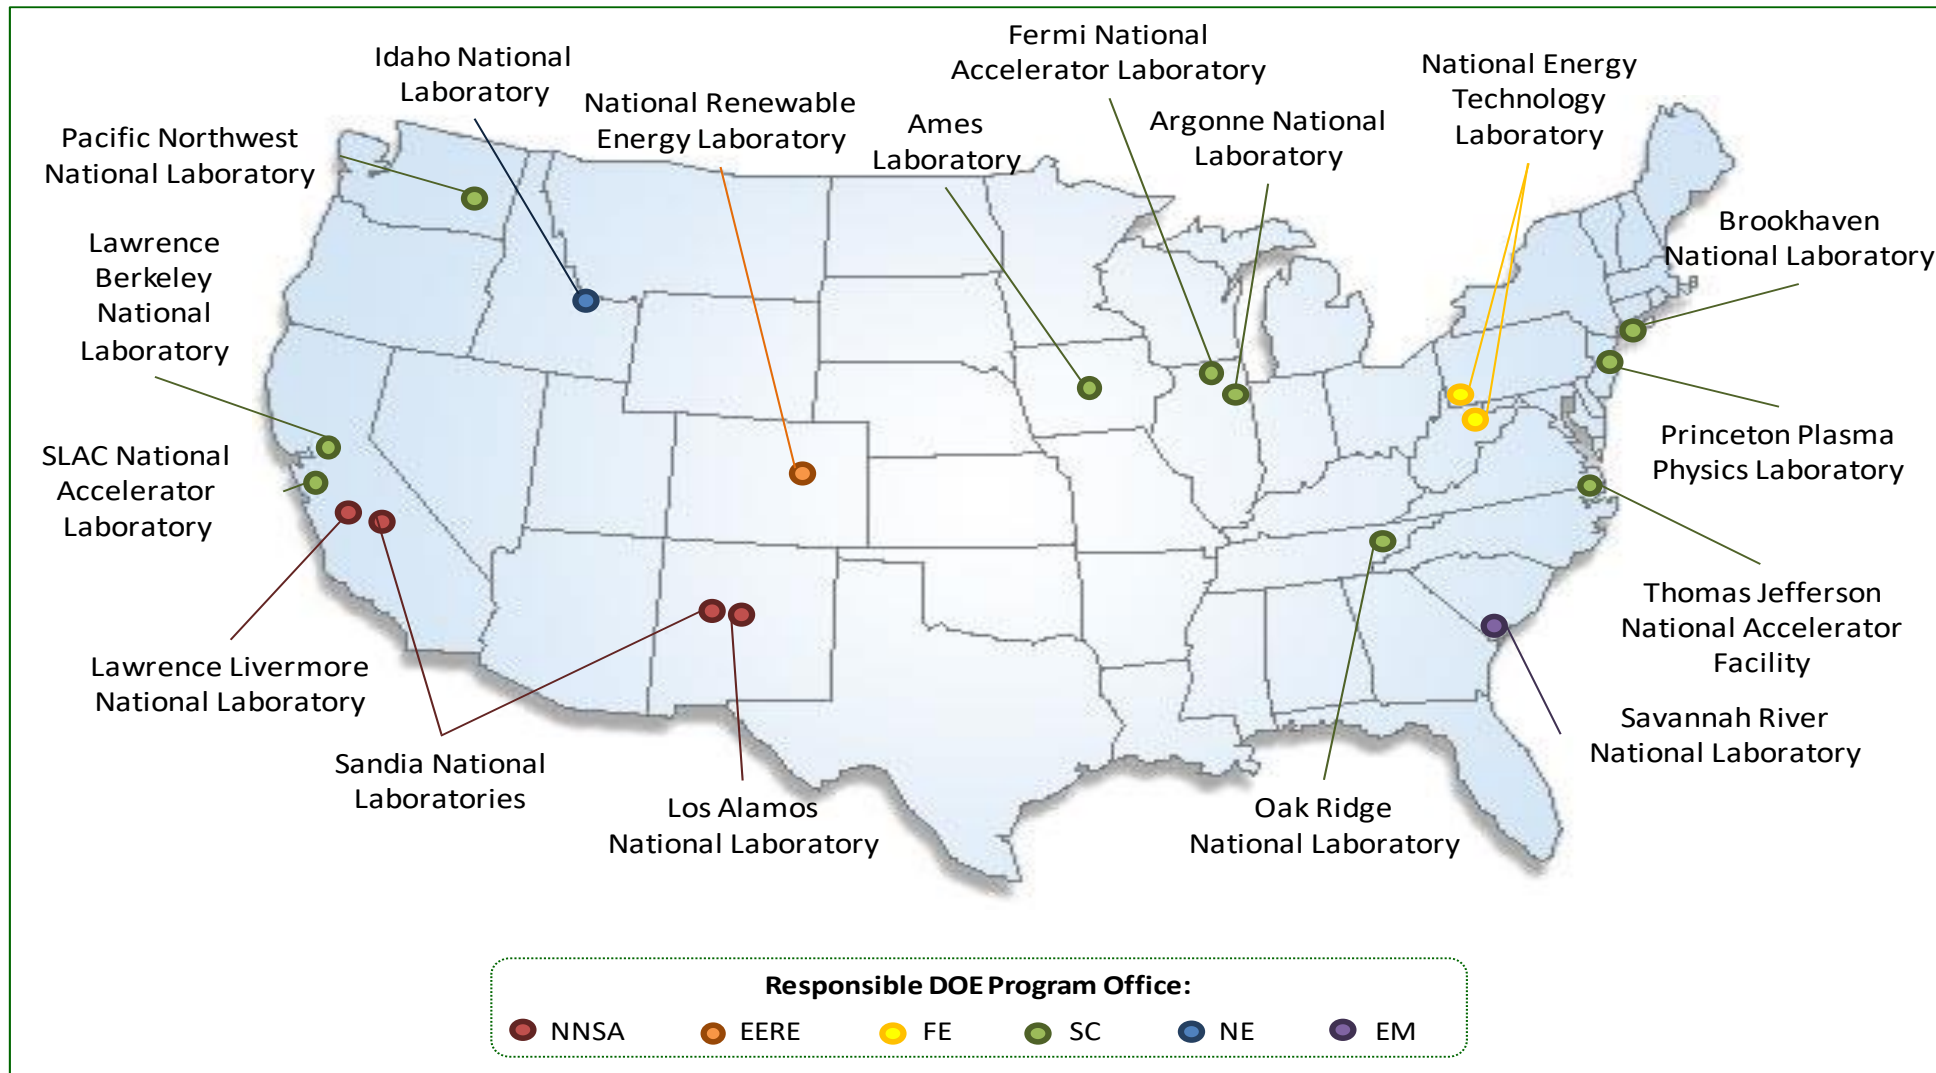 Fermi National
Accelerator Laboratory
Idaho National
Laboratory
National Energy
Technology
Laboratory
National Renewable
Energy Laboratory
Ames
Laboratory
Argonne National
Laboratory
Pacific Northwest
National Laboratory
Brookhaven
National Laboratory
Lawrence
Berkeley
National
Laboratory
SLAC National
Accelerator
Laboratory
Princeton Plasma
Physics Laboratory
Thomas Jefferson
National Accelerator
Facility
Lawrence Livermore
National Laboratory
Savannah River
National Laboratory
Sandia National
Laboratories
Los Alamos
National Laboratory
Oak Ridge
National Laboratory
Responsible DOE Program Office:
NNSA EERE FE SC NE EM